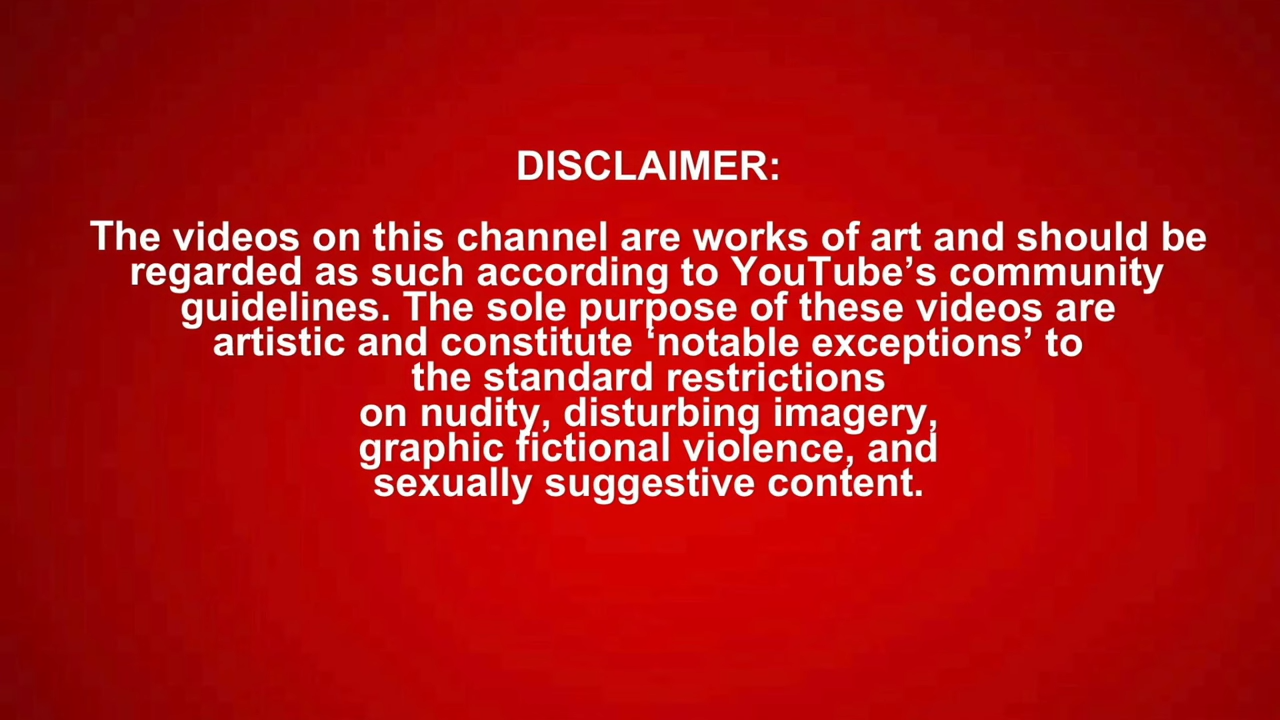 DISCLAIMER:
The videos on this channel are works of art and should be
regarded as such according to YouTube’s community
guidelines. The sole purpose of these videos are
artistic and constitute ‘notable exceptions’ to
the standard restrictions
on nudity, disturbing imagery,
graphic fictional violence, and
sexually suggestive content.